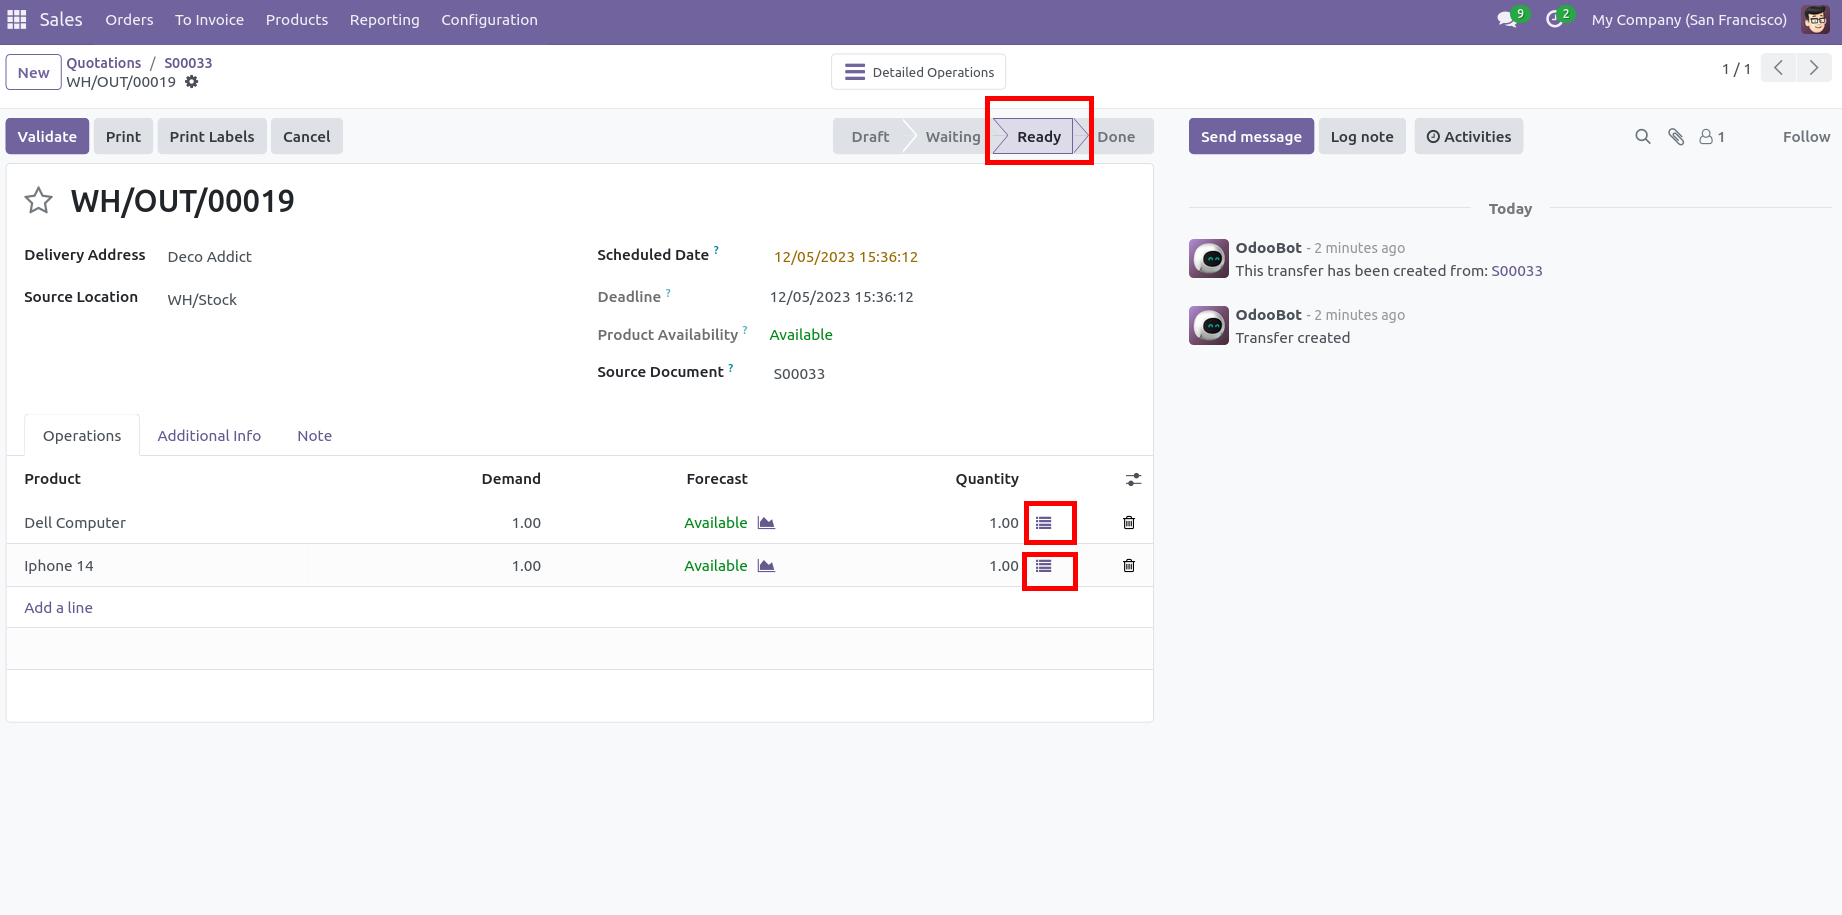 Sales Orders To Invoice Products Reporting Configuration 9 2 My Company (San Francisco)
New Quotations / S00033
WH/OUT/00019
Detailed Operations
1 / 1
Validate Print Print Labels Cancel Draft Waiting Ready Done Send message Log note Activities 1 Follow
WH/OUT/00019
Delivery Address Deco Addict
Source Location WH/Stock
Scheduled Date ? 12/05/2023 15:36:12
Deadline ? 12/05/2023 15:36:12
Product Availability ? Available
Source Document ? S00033
Operations Additional Info Note
Product Demand Forecast Quantity
Dell Computer 1.00 Available 1.00
Iphone 14 1.00 Available 1.00
Add a line
Today
OdooBot - 2 minutes ago
This transfer has been created from: S00033
OdooBot - 2 minutes ago
Transfer created